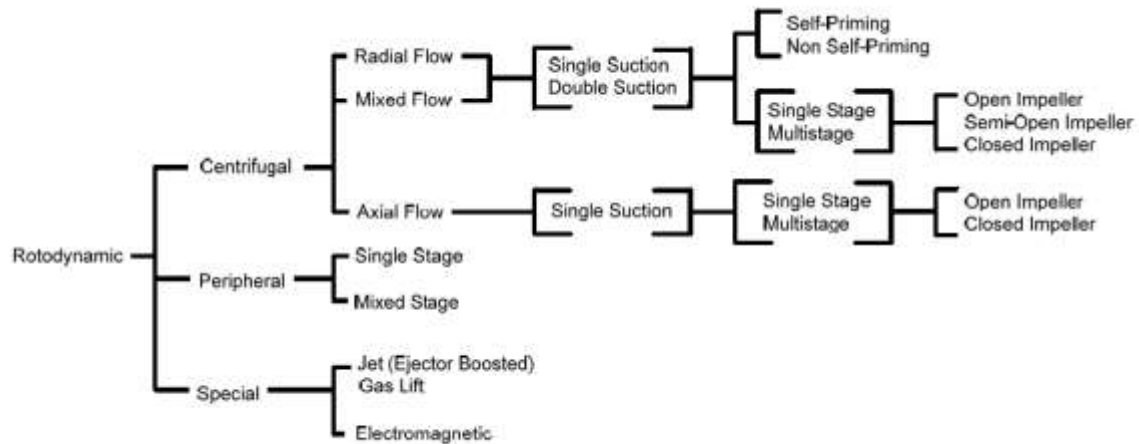 Self-Priming
Non Self-Priming
Radial Flow
Single Suction
Double Suction
Mixed Flow
Open Impeller
Single Stage
Semi-Open Impeller
Multistage
Closed Impeller
Centrifugal
Open Impeller
Single Stage
Axial Flow
Single Suction
Multistage
Closed Impeller
Rotodynamic
Single Stage
Peripheral
Mixed Stage
Jet (Ejector Boosted)
Gas Lift
Special
Electromagnetic